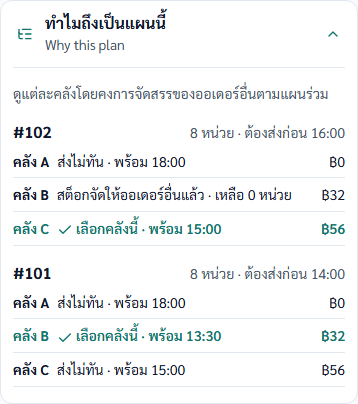 ทำไมถึงเป็นแผนนี้
Why this plan
ดูแต่ละคลังโดยคงการจัดสรรของออเดอร์อื่นตามแผนร่วม
#102 8 หน่วย · ต้องส่งก่อน 16:00
คลัง A ส่งไม่ทัน · พร้อม 18:00 ฿0
คลัง B สต็อกจัดให้ออเดอร์อื่นแล้ว · เหลือ 0 หน่วย ฿32
คลัง C ✓ เลือกคลังนี้ · พร้อม 15:00 ฿56
#101 8 หน่วย · ต้องส่งก่อน 14:00
คลัง A ส่งไม่ทัน · พร้อม 18:00 ฿0
คลัง B ✓ เลือกคลังนี้ · พร้อม 13:30 ฿32
คลัง C ส่งไม่ทัน · พร้อม 15:00 ฿56